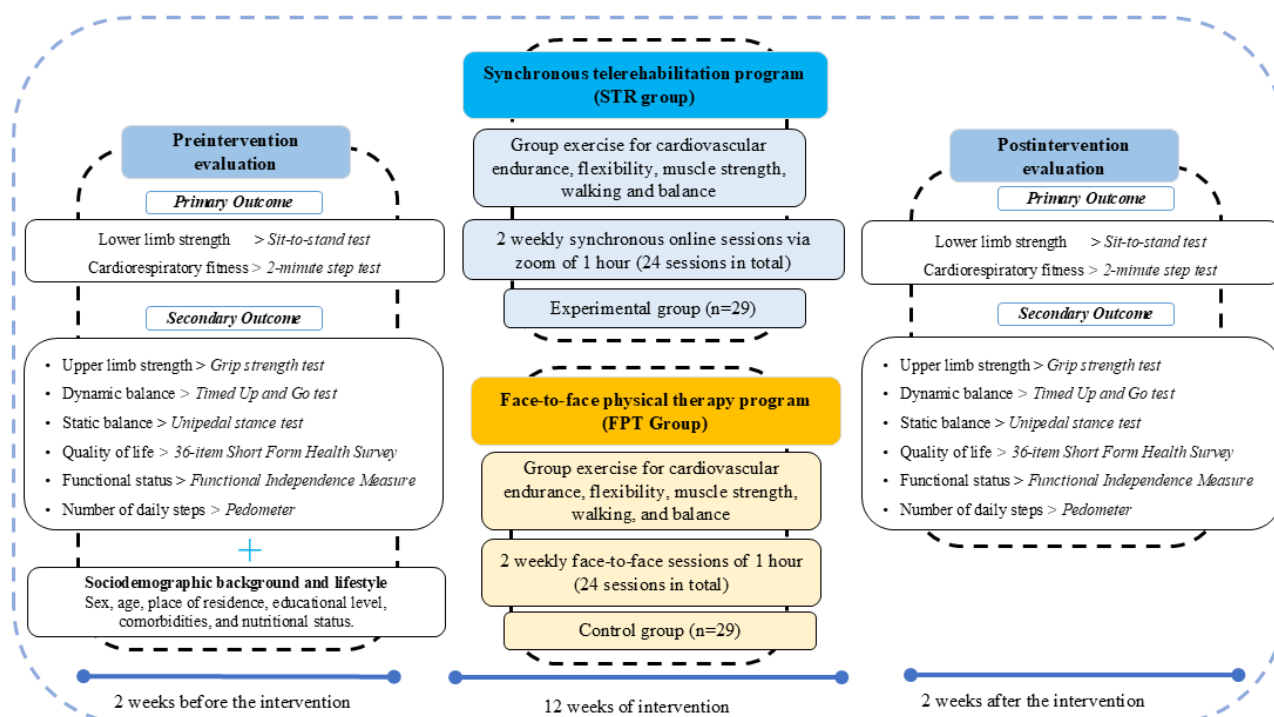 Preintervention
evaluation
Primary Outcome
Lower limb strength > Sit-to-stand test
Cardiorespiratory fitness > 2-minute step test
Secondary Outcome
• Upper limb strength > Grip strength test
• Dynamic balance > Timed Up and Go test
• Static balance > Unipedal stance test
• Quality of life > 36-item Short Form Health Survey
• Functional status > Functional Independence Measure
• Number of daily steps > Pedometer
+
Sociodemographic background and lifestyle
Sex, age, place of residence, educational level,
comorbidities, and nutritional status.
2 weeks before the intervention
Synchronous telerehabilitation program
(STR group)
Group exercise for cardiovascular
endurance, flexibility, muscle strength,
walking and balance
2 weekly synchronous online sessions via
zoom of 1 hour (24 sessions in total)
Experimental group (n=29)
Face-to-face physical therapy program
(FPT Group)
Group exercise for cardiovascular
endurance, flexibility, muscle strength,
walking, and balance
2 weekly face-to-face sessions of 1 hour
(24 sessions in total)
Control group (n=29)
12 weeks of intervention
Postintervention
evaluation
Primary Outcome
Lower limb strength > Sit-to-stand test
Cardiorespiratory fitness > 2-minute step test
Secondary Outcome
• Upper limb strength > Grip strength test
• Dynamic balance > Timed Up and Go test
• Static balance > Unipedal stance test
• Quality of life > 36-item Short Form Health Survey
• Functional status > Functional Independence Measure
• Number of daily steps > Pedometer
2 weeks after the intervention